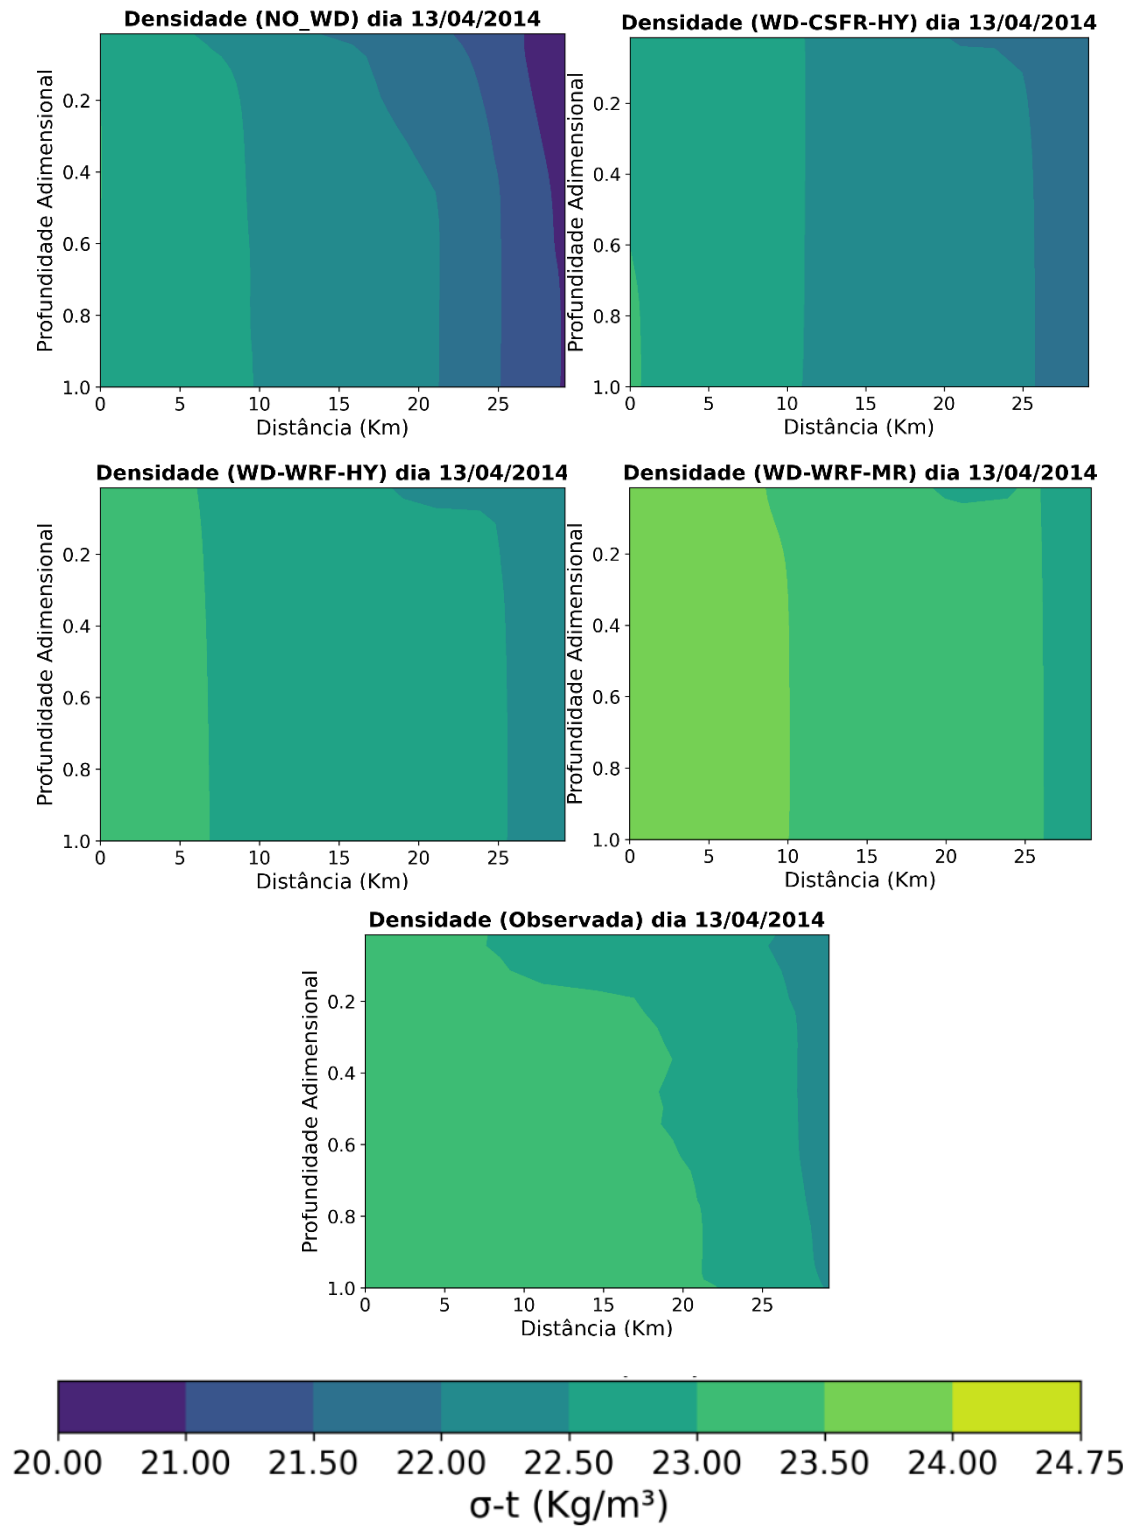 Densidade (NO_WD) dia 13/04/2014
Profundidade Adimensional
0.2
0.4
0.6
0.8
1.0
0 5 10 15 20 25
Distância (Km)
Densidade (WD-CSFR-HY) dia 13/04/2014
Profundidade Adimensional
0.2
0.4
0.6
0.8
1.0
0 5 10 15 20 25
Distância (Km)
Densidade (WD-WRF-HY) dia 13/04/2014
Profundidade Adimensional
0.2
0.4
0.6
0.8
1.0
0 5 10 15 20 25
Distância (Km)
Densidade (WD-WRF-MR) dia 13/04/2014
Profundidade Adimensional
0.2
0.4
0.6
0.8
1.0
0 5 10 15 20 25
Distância (Km)
Densidade (Observada) dia 13/04/2014
Profundidade Adimensional
0.2
0.4
0.6
0.8
1.0
0 5 10 15 20 25
Distância (Km)
20.00 21.00 21.50 22.00 22.50 23.00 23.50 24.00 24.75
σ-t (Kg/m³)